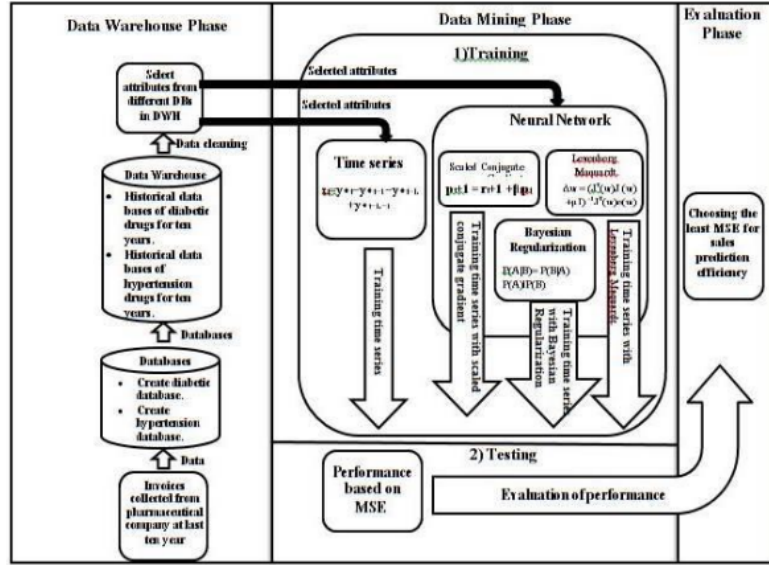 Data Warehouse Phase
Data Mining Phase
Evaluation
Phase
1)Training
Select
attributes from
different DBs
in DWH
Selected attributes
Selected attributes
Data cleaning
Data Warehouse
• Historical data
bases of diabetic
drugs for ten
years.
• Historical data
bases of
hypertension
drugs for ten
years.
Databases
Databases
• Create diabetic
database.
• Create
hypertension
database.
Data
Invoices
collected from
pharmaceutical
company at last
ten year
Time series
Training time series
Neural Network
Scaled Conjugate
Training time series with scaled
conjugate gradient
Bayesian
Regularization
P(A|B) = P(B|A)
P(A)/P(B)
Training time series
with Bayesian
Regularization
Levenberg
Maquardt
Training time series with
Levenberg Maquardt
2) Testing
Performance
based on
MSE
Evaluation of performance
Choosing the
least MSE for
sales
prediction
efficiency